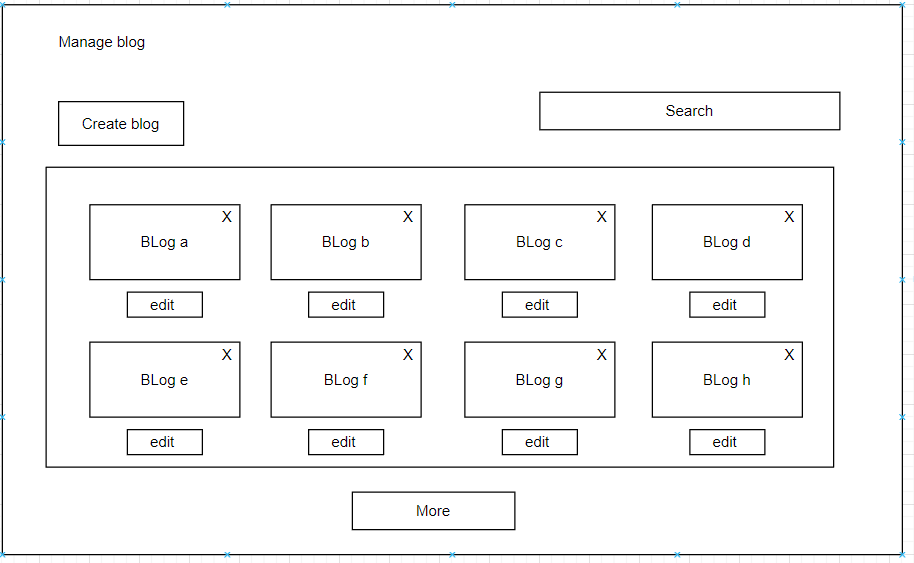 Manage blog
Create blog
Search
X
X
X
X
BLog a
BLog b
BLog c
BLog d
edit
edit
edit
edit
X
X
X
X
BLog e
BLog f
BLog g
BLog h
edit
edit
edit
edit
More